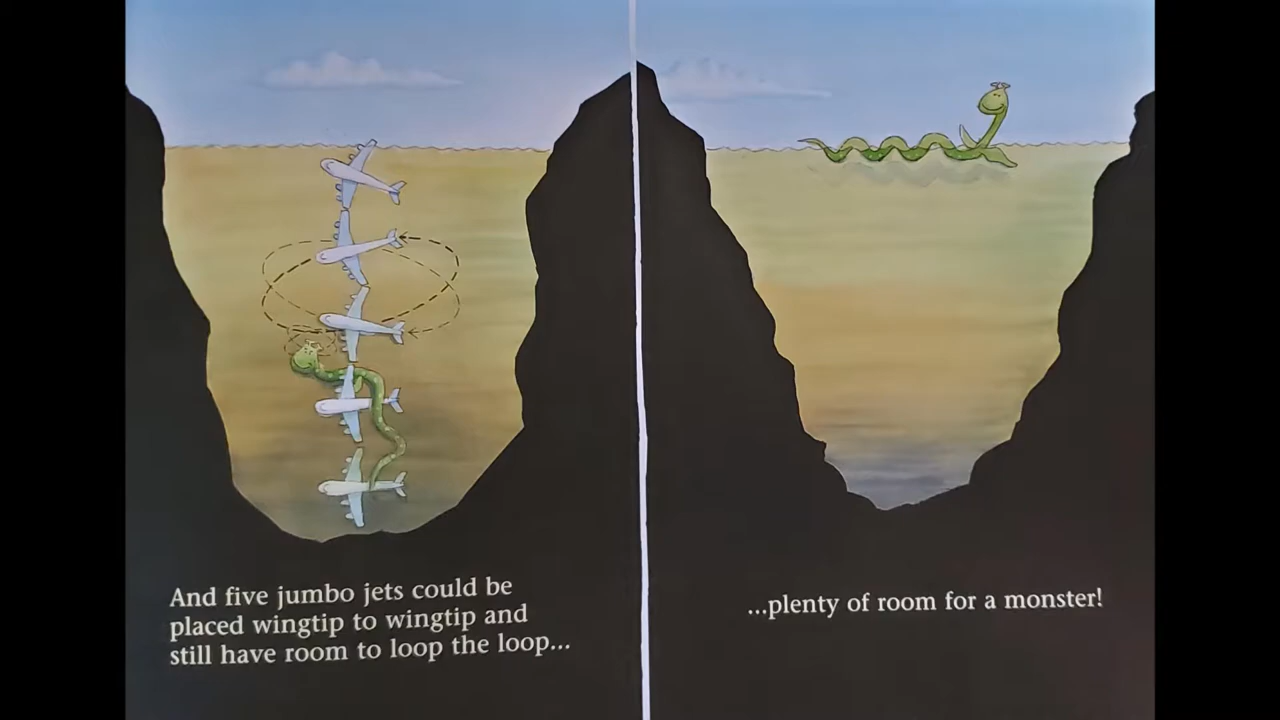 And five jumbo jets could be
placed wingtip to wingtip and
still have room to loop the loop...
...plenty of room for a monster!